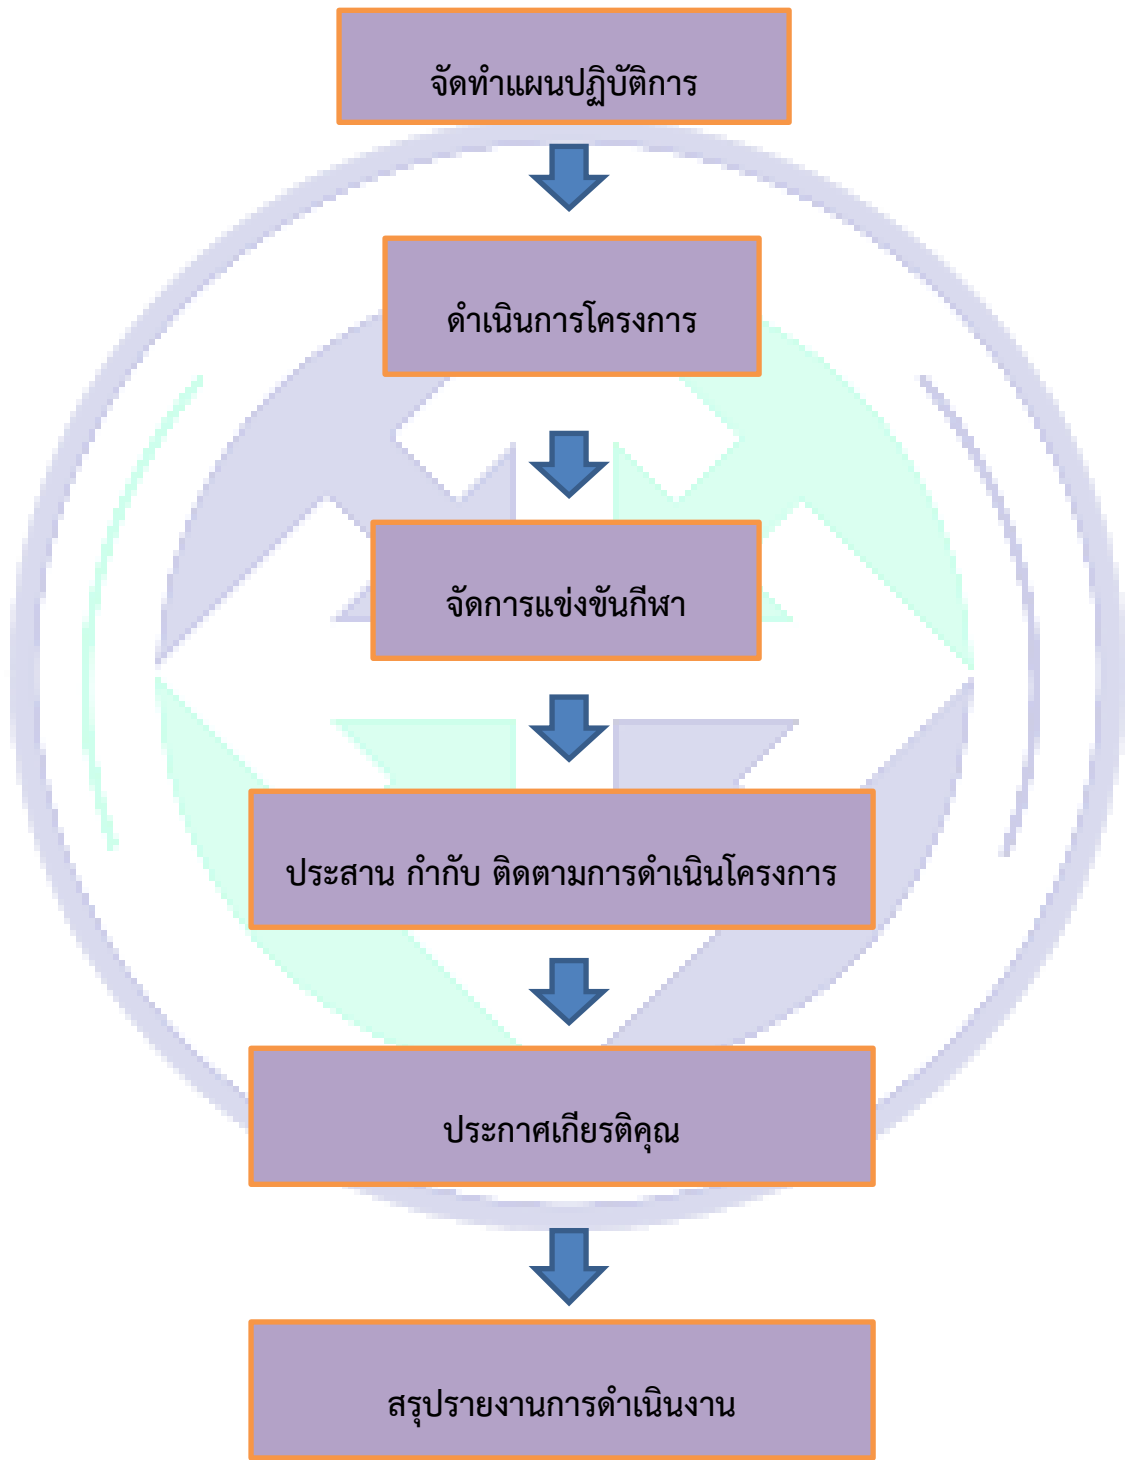 จัดทำแผนปฏิบัติการ
ดำเนินการโครงการ
จัดการแข่งขันกีฬา
ประสาน กำกับ ติดตามการดำเนินโครงการ
ประกาศเกียรติคุณ
สรุปรายงานการดำเนินงาน